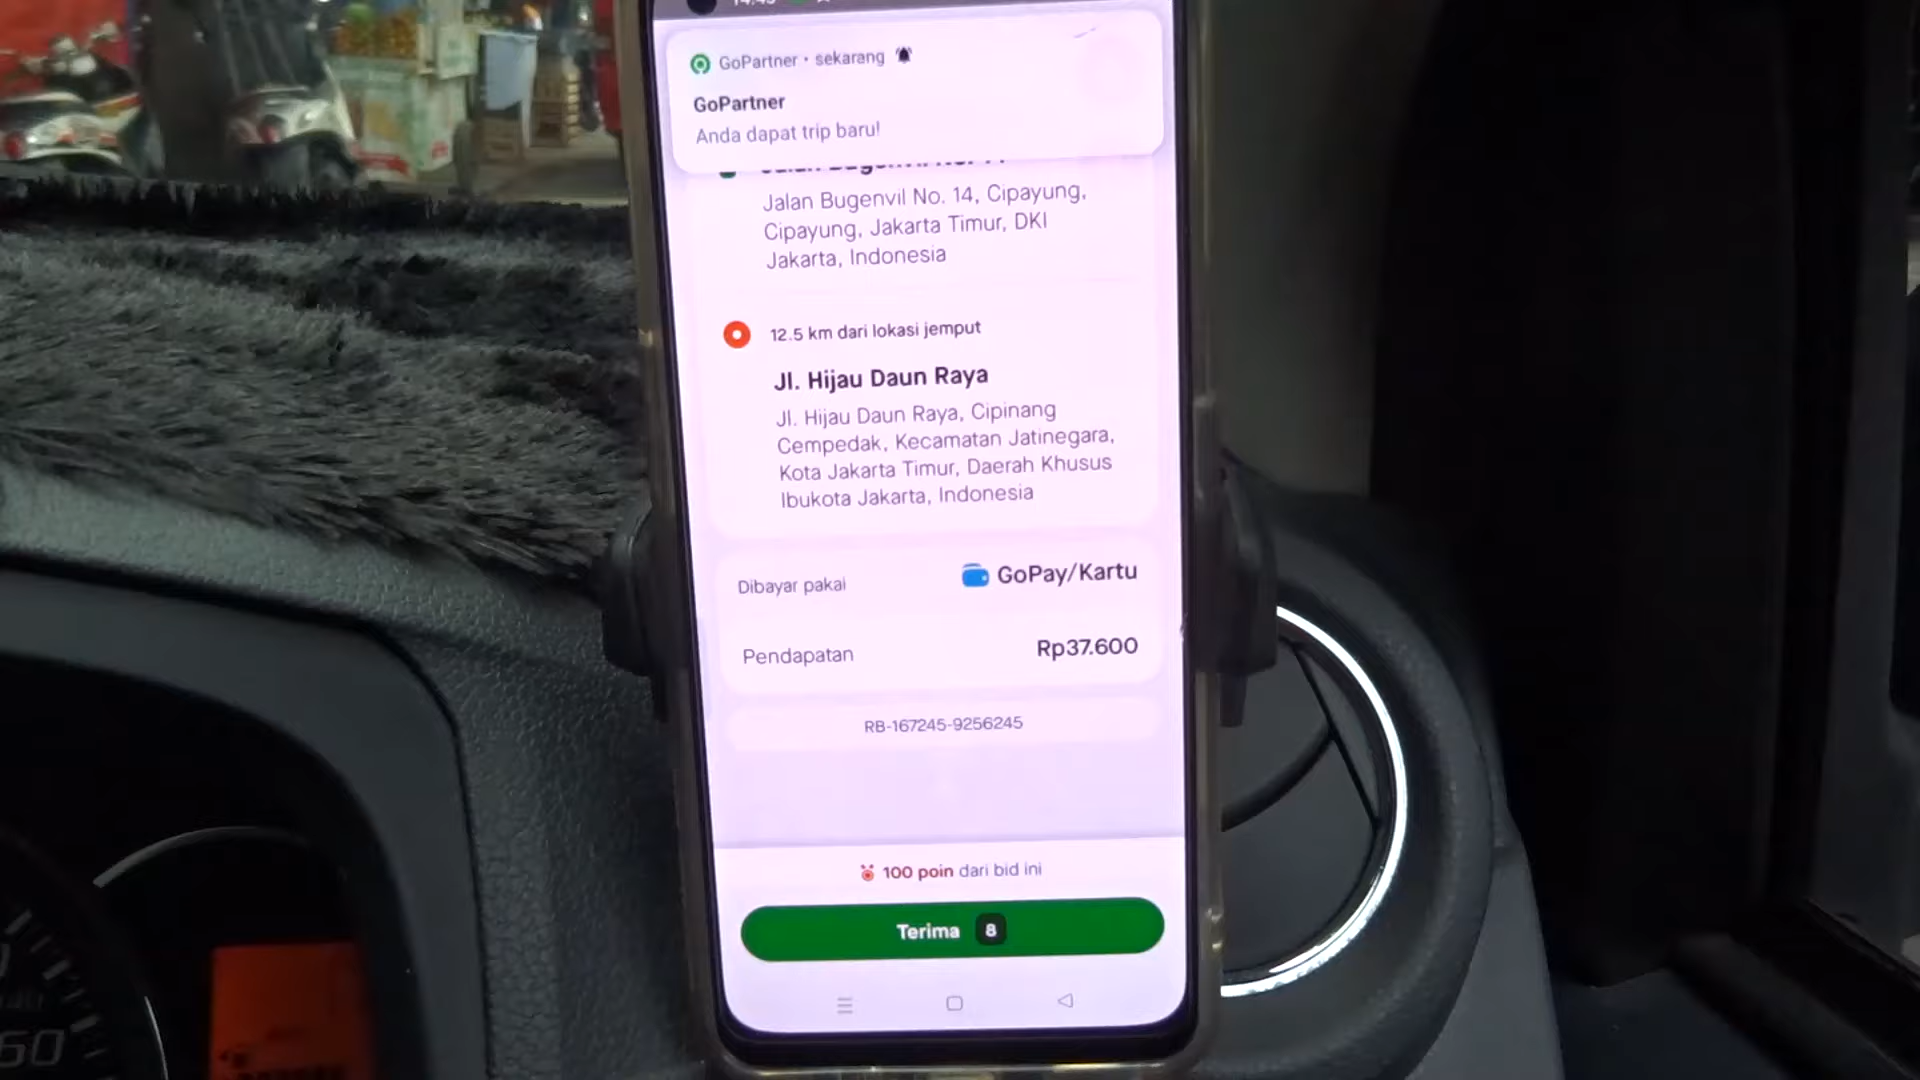 GoPartner • sekarang
GoPartner
Anda dapat trip baru!
Jalan Bugenvil No. 14, Cipayung,
Cipayung, Jakarta Timur, DKI
Jakarta, Indonesia
12.5 km dari lokasi jemput
Jl. Hijau Daun Raya
Jl. Hijau Daun Raya, Cipinang
Cempedak, Kecamatan Jatinegara,
Kota Jakarta Timur, Daerah Khusus
Ibukota Jakarta, Indonesia
Dibayar pakai
GoPay/Kartu
Pendapatan
Rp37.600
RB-167245-9256245
100 poin dari bid ini
Terima 8
60